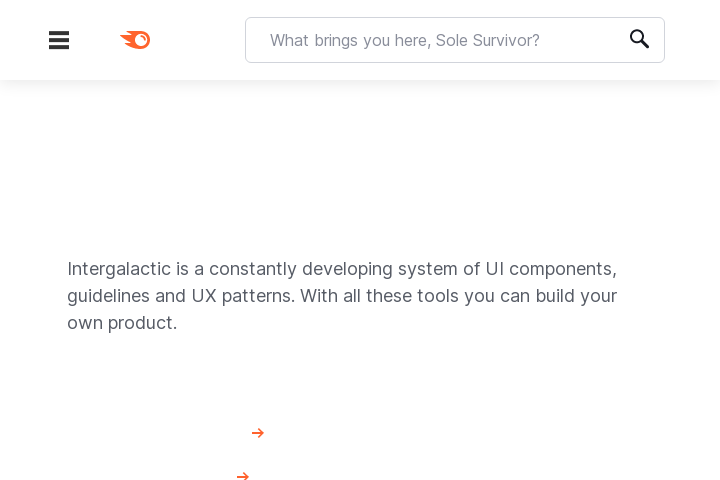 What brings you here, Sole Survivor?
Intergalactic is a constantly developing system of UI components,
guidelines and UX patterns. With all these tools you can build your
own product.